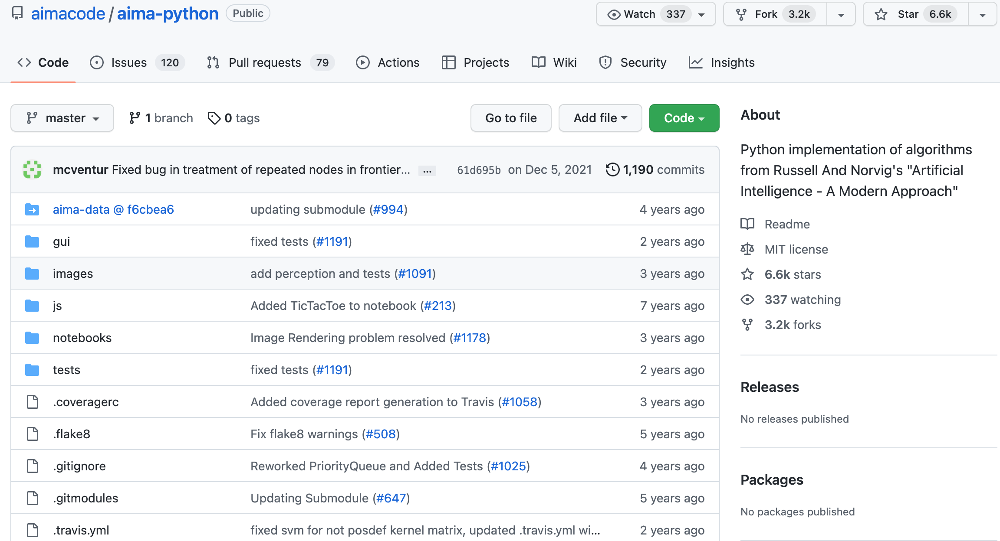 aimacode / aima-python Public Watch 337 Fork 3.2k Star 6.6k
Code Issues 120 Pull requests 79 Actions Projects Wiki Security Insights
master 1 branch 0 tags Go to file Add file Code
mcventur Fixed bug in treatment of repeated nodes in frontier... ... 61d695b on Dec 5, 2021 1,190 commits
aima-data @ f6cbea6 updating submodule (#994) 4 years ago
gui fixed tests (#1191) 2 years ago
images add perception and tests (#1091) 3 years ago
js Added TicTacToe to notebook (#213) 7 years ago
notebooks Image Rendering problem resolved (#1178) 3 years ago
tests fixed tests (#1191) 2 years ago
.coveragerc Added coverage report generation to Travis (#1058) 3 years ago
.flake8 Fix flake8 warnings (#508) 5 years ago
.gitignore Reworked PriorityQueue and Added Tests (#1025) 4 years ago
.gitmodules Updating Submodule (#647) 5 years ago
.travis.yml fixed svm for not posdef kernel matrix, updated .travis.yml wi... 2 years ago
About
Python implementation of algorithms
from Russell And Norvig's "Artificial
Intelligence - A Modern Approach"
Readme
MIT license
6.6k stars
337 watching
3.2k forks
Releases
No releases published
Packages
No packages published